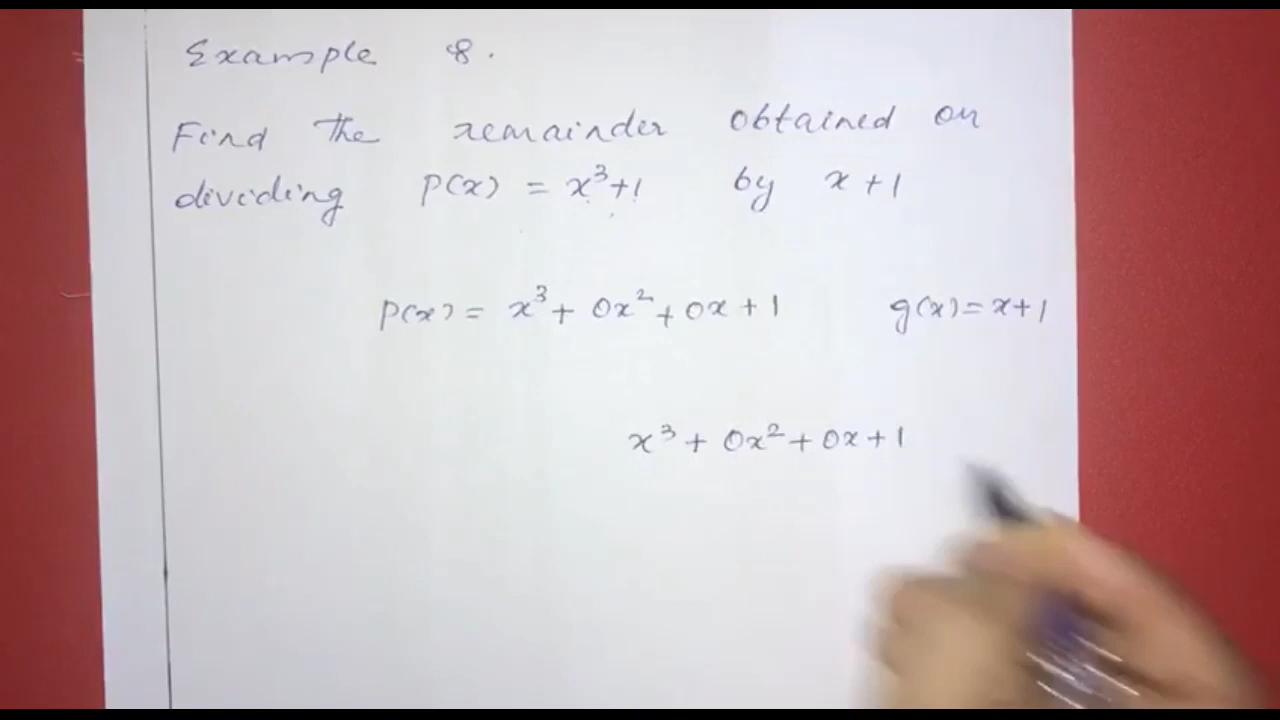 Example 8.
Find the remainder obtained on
dividing P(x) = x³+1 by x+1
P(x) = x³ + 0x² + 0x + 1 g(x) = x+1
x³ + 0x² + 0x + 1